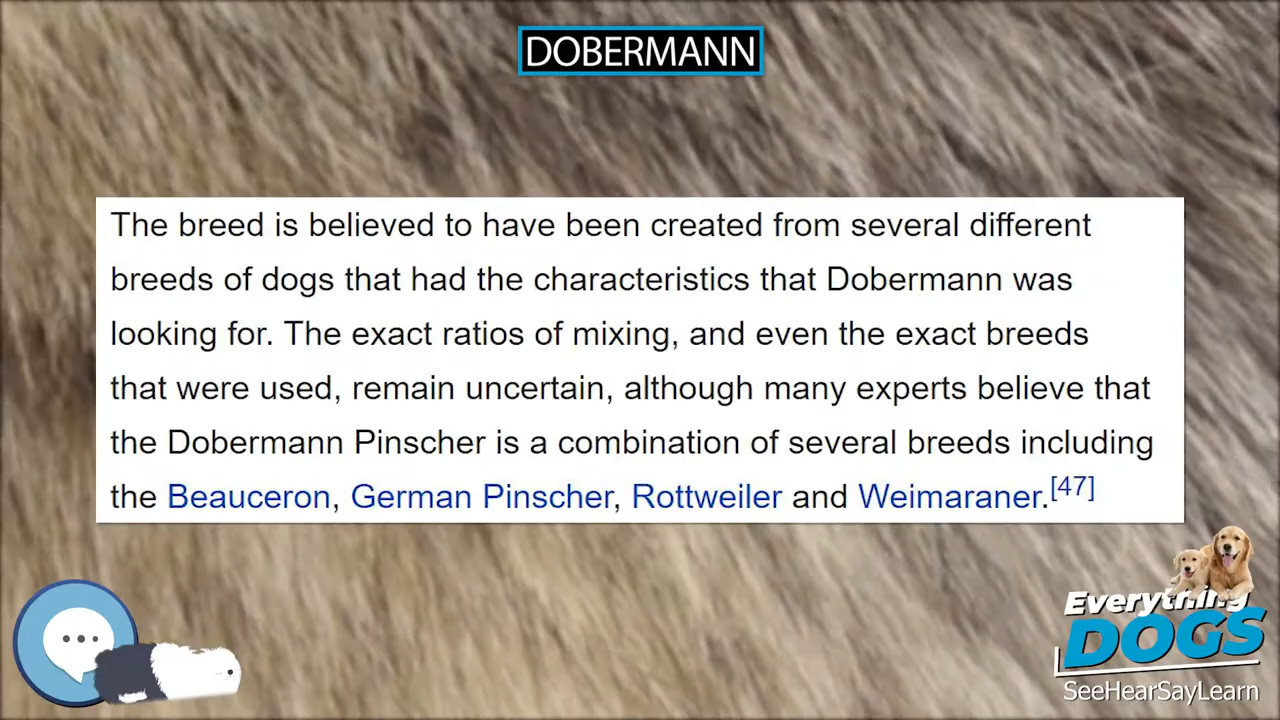 DOBERMANN
The breed is believed to have been created from several different
breeds of dogs that had the characteristics that Dobermann was
looking for. The exact ratios of mixing, and even the exact breeds
that were used, remain uncertain, although many experts believe that
the Dobermann Pinscher is a combination of several breeds including
the Beauceron, German Pinscher, Rottweiler and Weimaraner.[47]
Everything
DOGS
SeeHearSayLearn